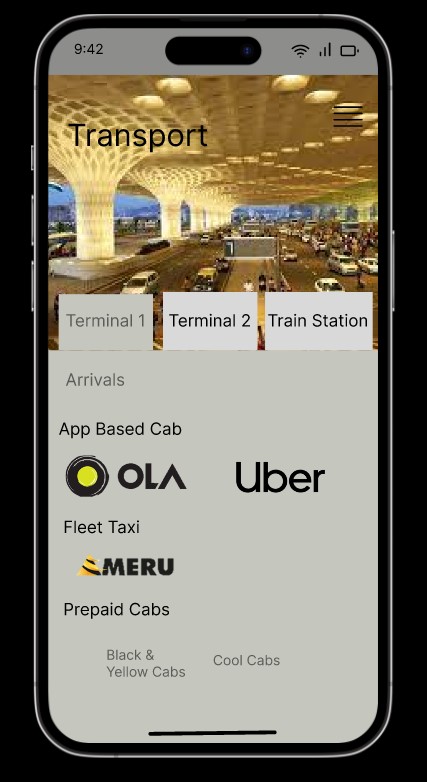 9:42
Transport
Terminal 1 Terminal 2 Train Station
Arrivals
App Based Cab
OLA Uber
Fleet Taxi
MERU
Prepaid Cabs
Black & Cool Cabs
Yellow Cabs